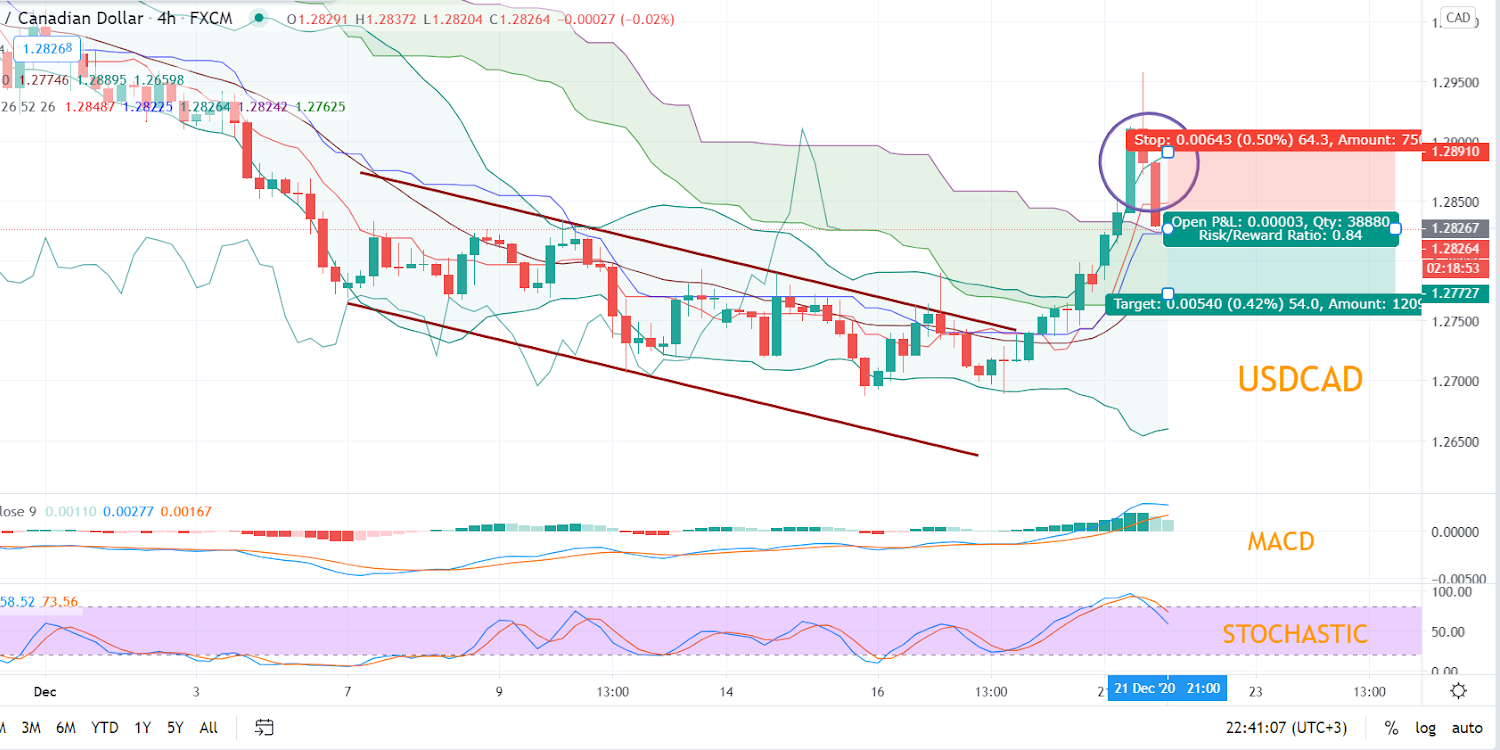 / Canadian Dollar · 4h · FXCM O1.28291 H1.28372 L1.28204 C1.28264 −0.00027 (−0.02%)
CAD
1.28268
0 1.27746 1.28895 1.26598
26 52 26 1.28487 1.28225 1.28264 1.28242 1.27625
1.29500
Stop: 0.00643 (0.50%) 64.3, Amount:
1.28910
1.28500
Open P&L: 0.00003, Qty: 38880
Risk/Reward Ratio: 0.84
1.28267
1.28264
02:18:53
1.27727
Target: 0.00540 (0.42%) 54.0, Amount:
1.27500
USDCAD
1.27000
1.26500
lose 9 0.00110 0.00277 0.00167
0.00000
MACD
−0.00500
58.52 73.56
100.00
STOCHASTIC
50.00
0.00
Dec 3 7 9 13:00 14 16 13:00 21 Dec '20 21:00 23 13:00
M 3M 6M YTD 1Y 5Y All
22:41:07 (UTC+3) % log auto